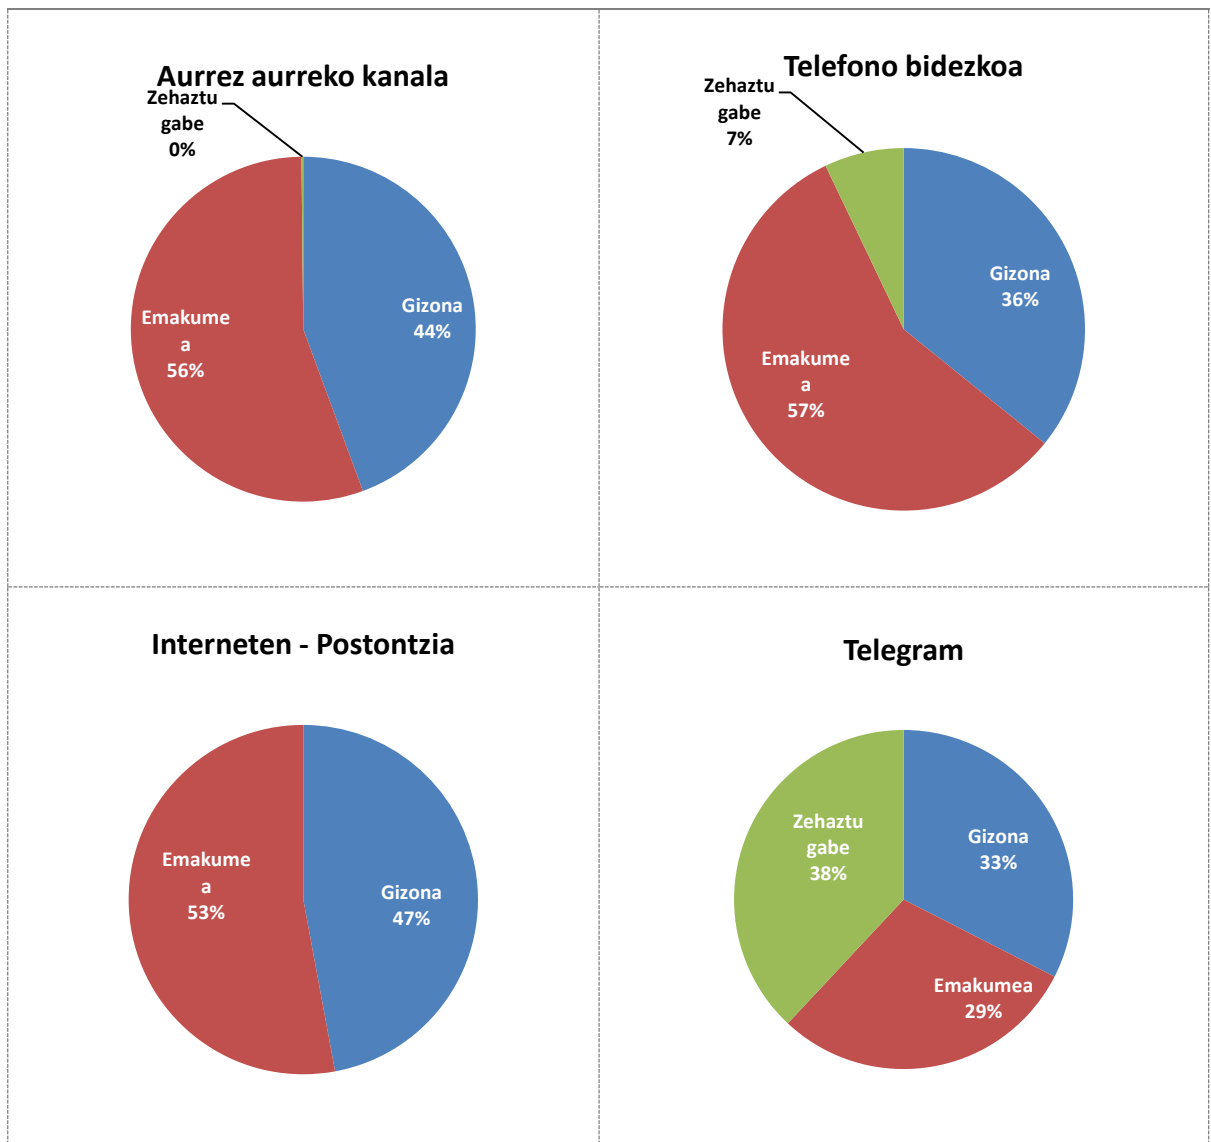 Aurrez aurreko kanala
Zehaztu
gabe
0%
Gizona
44%
Emakume
a
56%
Telefono bidezkoa
Zehaztu
gabe
7%
Gizona
36%
Emakume
a
57%
Interneten - Postontzia
Emakume
a
53%
Gizona
47%
Telegram
Zehaztu
gabe
38%
Gizona
33%
Emakumea
29%